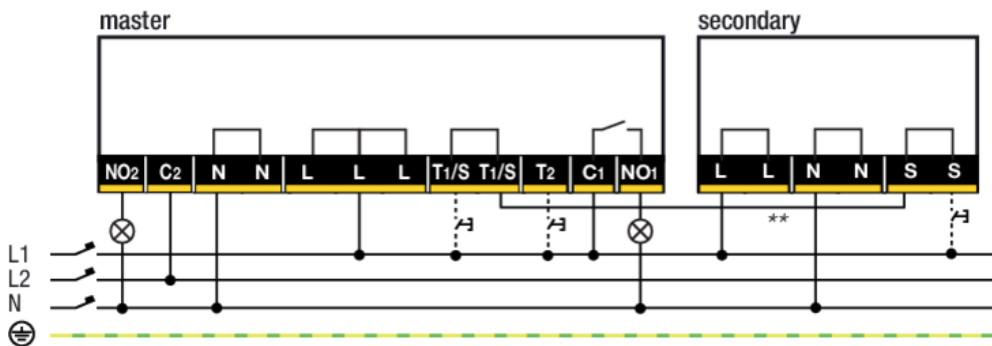 master secondary
NO2 C2 N N L L L T1/S T1/S T2 C1 NO1 L L N N S S
**
L1
L2
N